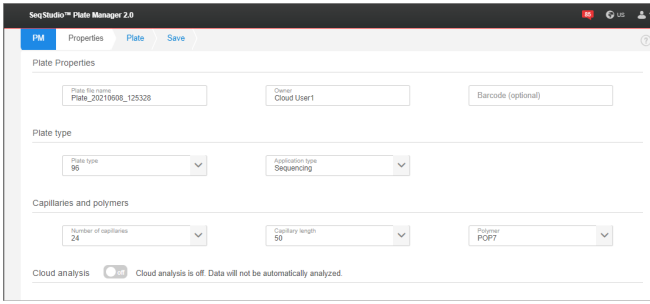 SeqStudio™ Plate Manager 2.0
85
US
PM
Properties
Plate
Save
?
Plate Properties
Plate file name
Plate_20210608_125328
Owner
Cloud User1
Barcode (optional)
Plate type
Plate type
96
Application type
Sequencing
Capillaries and polymers
Number of capillaries
24
Capillary length
50
Polymer
POP7
Cloud analysis
off
Cloud analysis is off. Data will not be automatically analyzed.